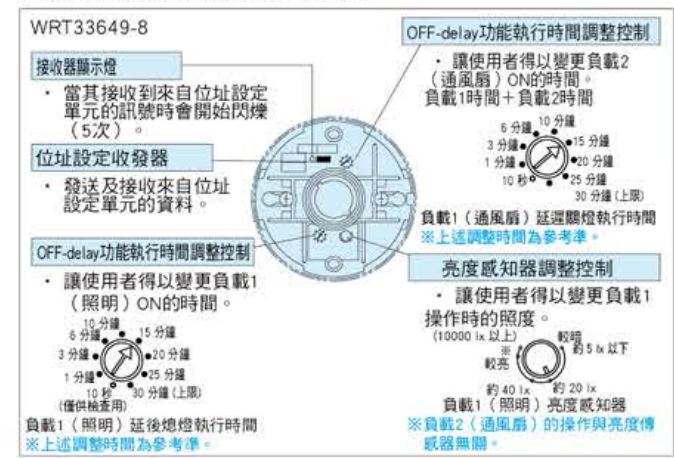 WRT33649-8
接收器顯示燈
・ 當其接收到來自位址設定
單元的訊號時會開始閃爍
（5次）。
位址設定收發器
・ 發送及接收來自位址
設定單元的資料。
OFF-delay功能執行時間調整控制
・ 讓使用者得以變更負載1
（照明）ON的時間。
10 分鐘
6 分鐘
15 分鐘
3 分鐘
20 分鐘
1 分鐘
25 分鐘
10 秒
30 分鐘 (上限)
(僅供檢查用)
負載1（照明）延後熄燈執行時間
※上述調整時間為參考準。
OFF-delay功能執行時間調整控制
・ 讓使用者得以變更負載2
（通風扇）ON的時間。
負載1時間＋負載2時間
10 分鐘
6 分鐘
15 分鐘
3 分鐘
20 分鐘
1 分鐘
25 分鐘
10 秒
30 分鐘 (上限)
負載1（通風扇）延遲關燈執行時間
※上述調整時間為參考準。
亮度感知器調整控制
・ 讓使用者得以變更負載1
操作時的照度。
(10000 lx 以上)
較暗
※
約 5 lx 以下
較亮
約 40 lx
約 20 lx
負載1（照明）亮度感知器
※負載2（通風扇）的操作與亮度傳
感器無關。